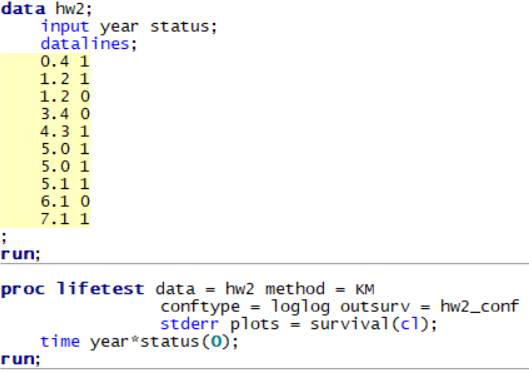 data hw2;
input year status;
datalines;
0.4 1
1.2 1
1.2 0
3.4 0
4.3 1
5.0 1
5.0 1
5.1 1
6.1 0
7.1 1
;
run;
proc lifetest data = hw2 method = KM
conftype = loglog outsurv = hw2_conf
stderr plots = survival(cl);
time year*status(0);
run;